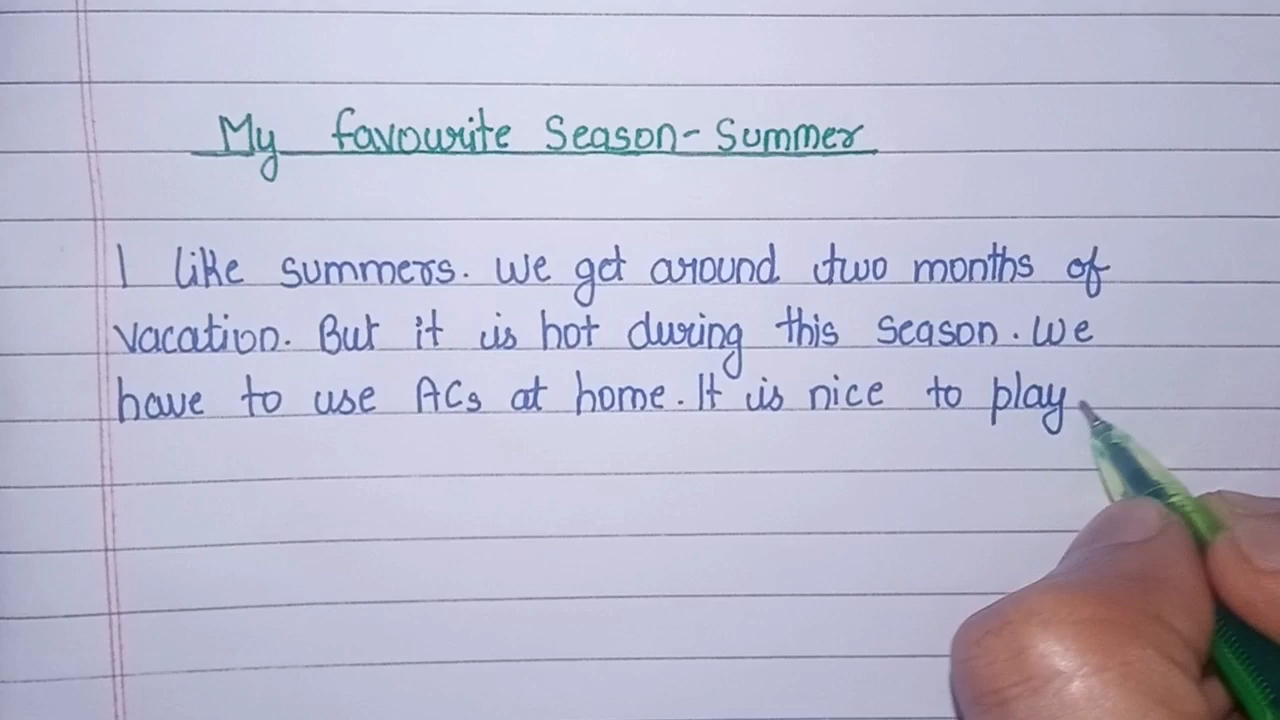 My favourite Season-Summer
I like summers. We get around two months of
vacation. But it is hot during this season. We
have to use ACs at home. It is nice to play